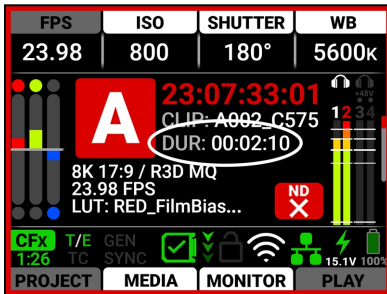 FPS ISO SHUTTER WB
23.98 800 180° 5600K
A
23:07:33:01
CLIP: A002_C575
DUR: 00:02:10
8K 17:9 / R3D MQ
23.98 FPS
LUT: RED_FilmBias...
ND
+48V
1 2 3 4
CFX T/E GEN
1:26 TC SYNC
15.1V 100%
PROJECT MEDIA MONITOR PLAY